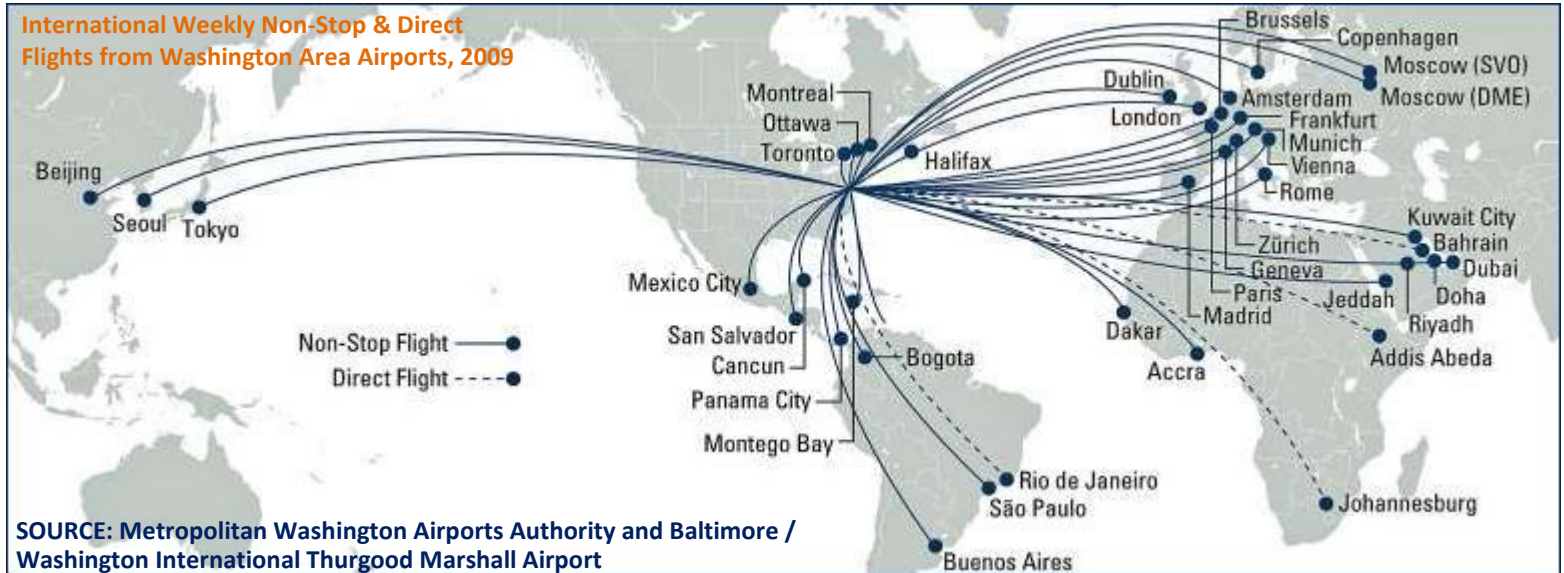 International Weekly Non-Stop & Direct
Flights from Washington Area Airports, 2009
Brussels
Copenhagen
Moscow (SVO)
Moscow (DME)
Dublin
Amsterdam
London
Frankfurt
Munich
Vienna
Rome
Montreal
Ottawa
Toronto
Halifax
Beijing
Seoul
Tokyo
Kuwait City
Bahrain
Zürich
Geneva
Dubai
Paris
Jeddah
Doha
Madrid
Riyadh
Dakar
Addis Abeda
Accra
Mexico City
San Salvador
Cancun
Bogota
Panama City
Montego Bay
Non-Stop Flight
Direct Flight
Rio de Janeiro
São Paulo
Johannesburg
Buenos Aires
SOURCE: Metropolitan Washington Airports Authority and Baltimore /
Washington International Thurgood Marshall Airport